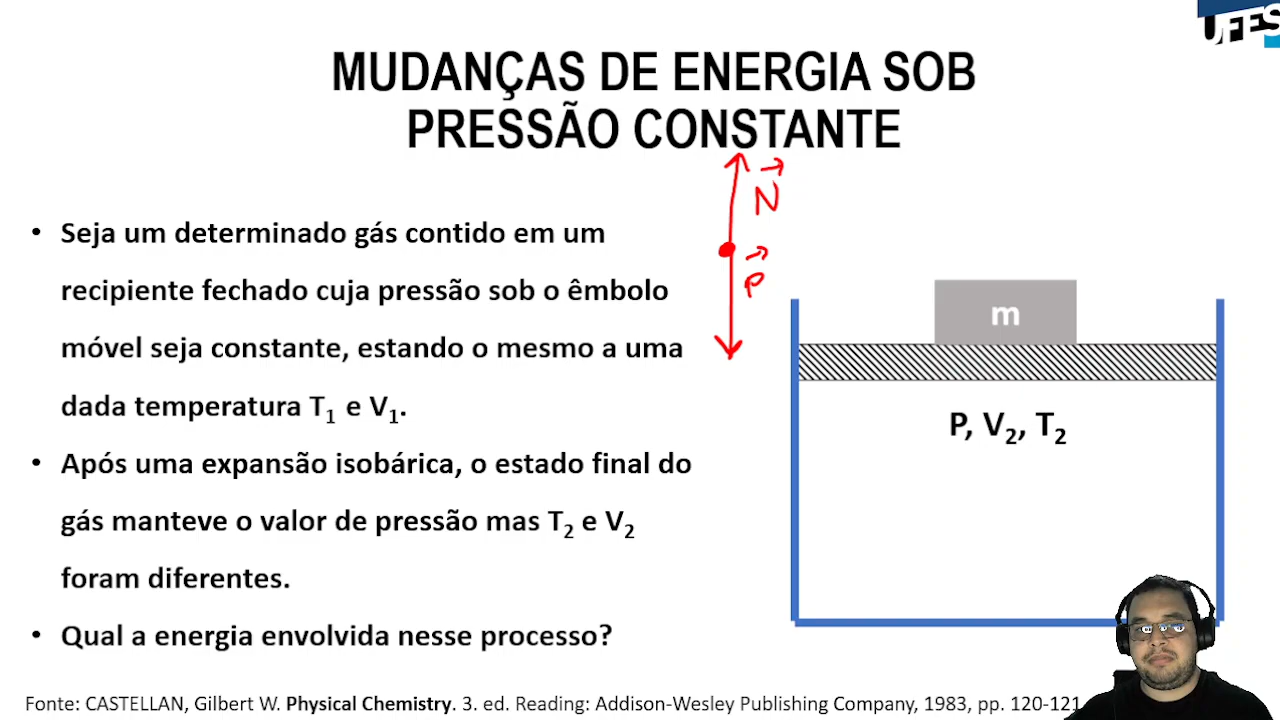 UFES
MUDANÇAS DE ENERGIA SOB
PRESSÃO CONSTANTE
N
P
• Seja um determinado gás contido em um
recipiente fechado cuja pressão sob o êmbolo
móvel seja constante, estando o mesmo a uma
dada temperatura T₁ e V₁.
• Após uma expansão isobárica, o estado final do
gás manteve o valor de pressão mas T₂ e V₂
foram diferentes.
• Qual a energia envolvida nesse processo?
m
P, V₂, T₂
Fonte: CASTELLAN, Gilbert W. Physical Chemistry. 3. ed. Reading: Addison-Wesley Publishing Company, 1983, pp. 120-121